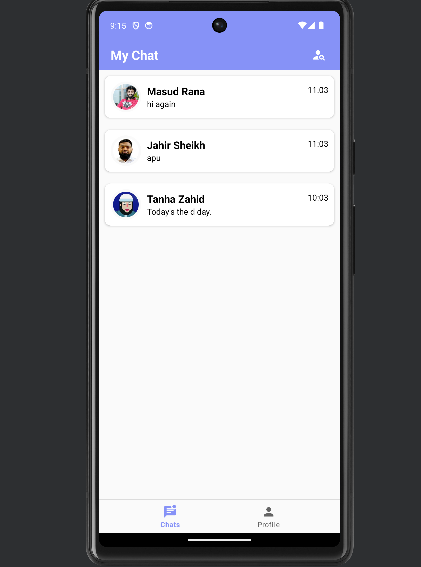 9:15
My Chat
Masud Rana
11:03
hi again
Jahir Sheikh
11:03
apu
Tanha Zahid
10:03
Today's the d day.
Chats
Profile